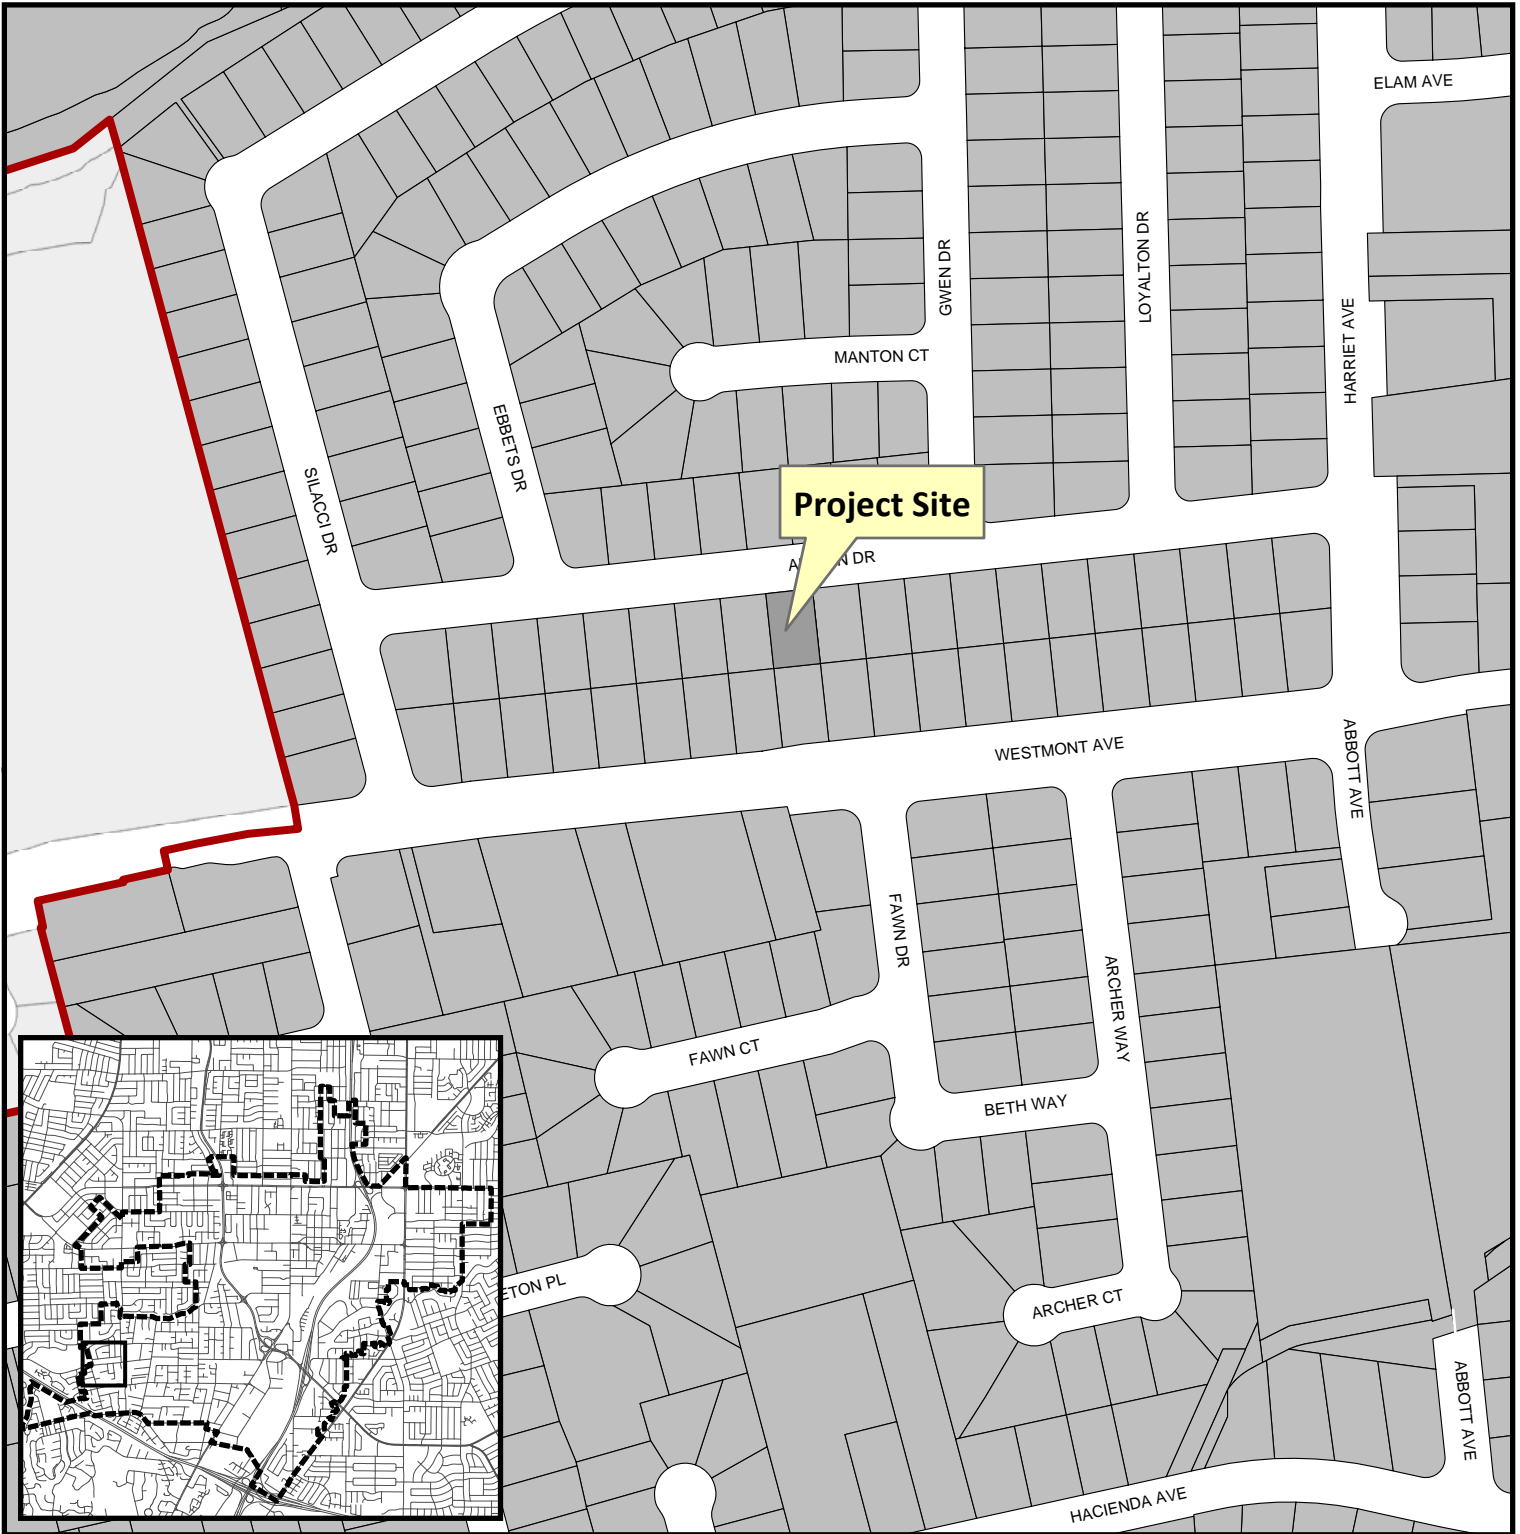 ELAM AVE
GWEN DR
LOYALTON DR
HARRIET AVE
MANTON CT
EBBETS DR
SILACCI DR
Project Site
DR
WESTMONT AVE
ABBOTT AVE
FAWN DR
ARCHER WAY
FAWN CT
BETH WAY
ETON PL
ARCHER CT
ABBOTT AVE
HACIENDA AVE